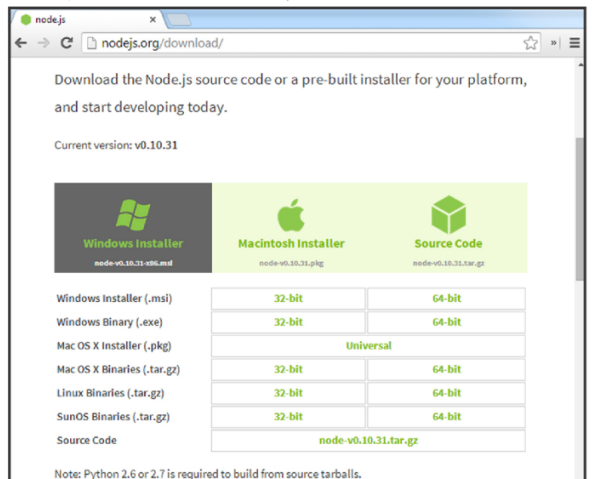 node.js
nodejs.org/download/
Download the Node.js source code or a pre-built installer for your platform,
and start developing today.
Current version: v0.10.31
Windows Installer Macintosh Installer Source Code
node-v0.10.31-x86.msi node-v0.10.31.pkg node-v0.10.31.tar.gz
Windows Installer (.msi) 32-bit 64-bit
Windows Binary (.exe) 32-bit 64-bit
Mac OS X Installer (.pkg) Universal
Mac OS X Binaries (.tar.gz) 32-bit 64-bit
Linux Binaries (.tar.gz) 32-bit 64-bit
SunOS Binaries (.tar.gz) 32-bit 64-bit
Source Code node-v0.10.31.tar.gz
Note: Python 2.6 or 2.7 is required to build from source tarballs.